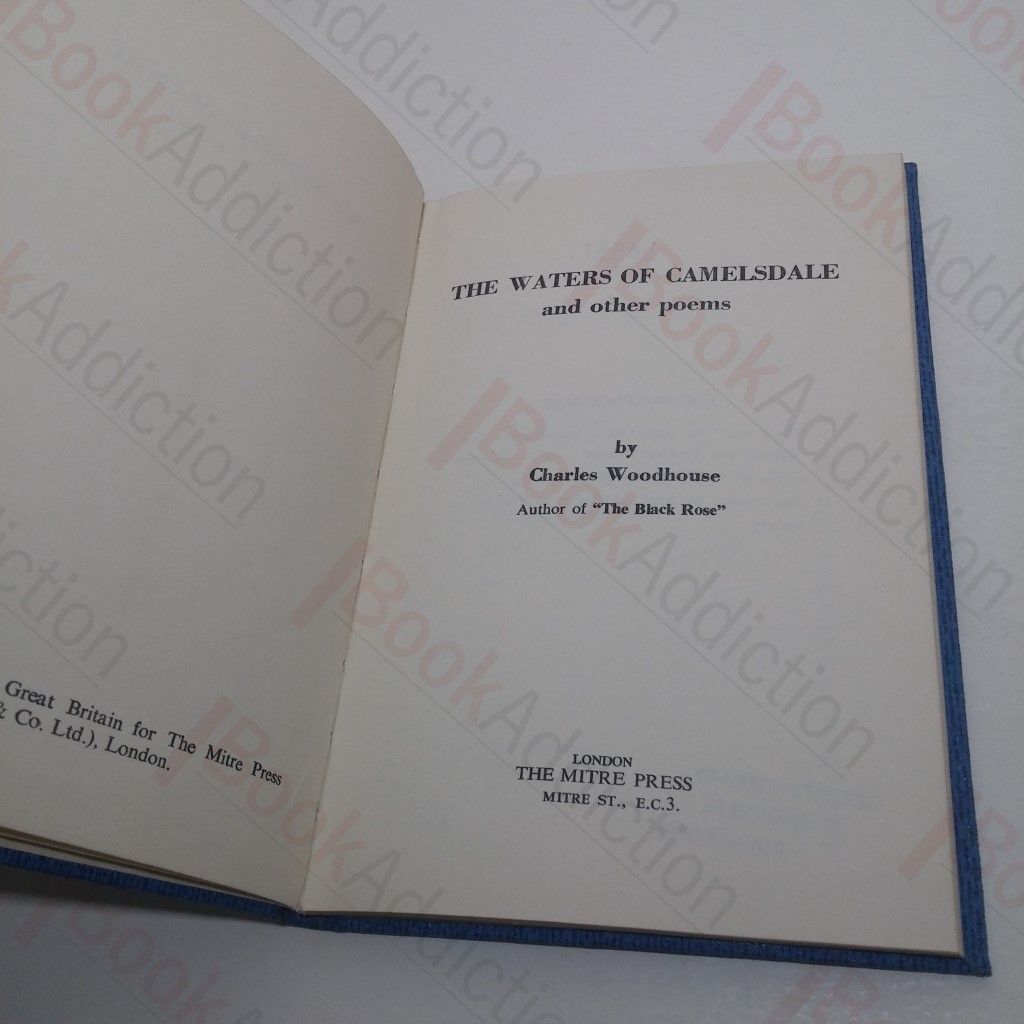 Great Britain for The Mitre Press
& Co. Ltd.), London.
THE WATERS OF CAMELSDALE
and other poems
by
Charles Woodhouse
Author of "The Black Rose"
LONDON
THE MITRE PRESS
MITRE ST., E.C.3.
BookAddiction